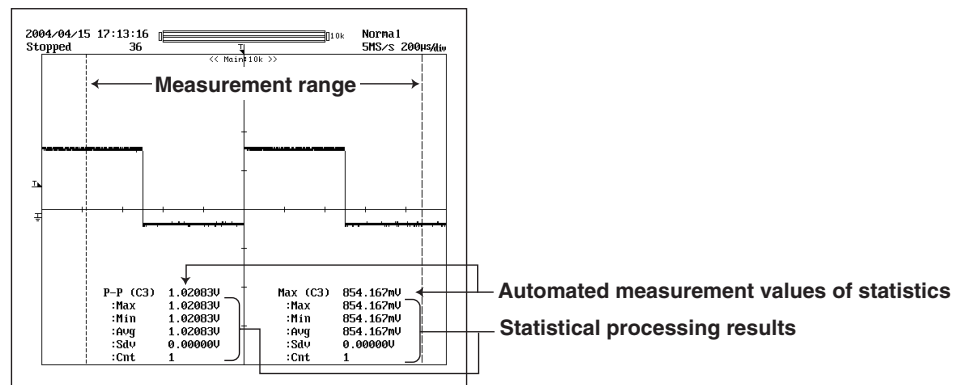 2004/04/15 17:13:16 10k Normal
Stopped 36 5MS/s 200µs/div
<< Main:10k >>
Measurement range
P-P (C3) 1.02083V Max (C3) 854.167mV
:Max 1.02083V :Max 854.167mV
:Min 1.02083V :Min 854.167mV
:Avg 1.02083V :Avg 854.167mV
:Sdv 0.00000V :Sdv 0.00000V
:Cnt 1 :Cnt 1
Automated measurement values of statistics
Statistical processing results